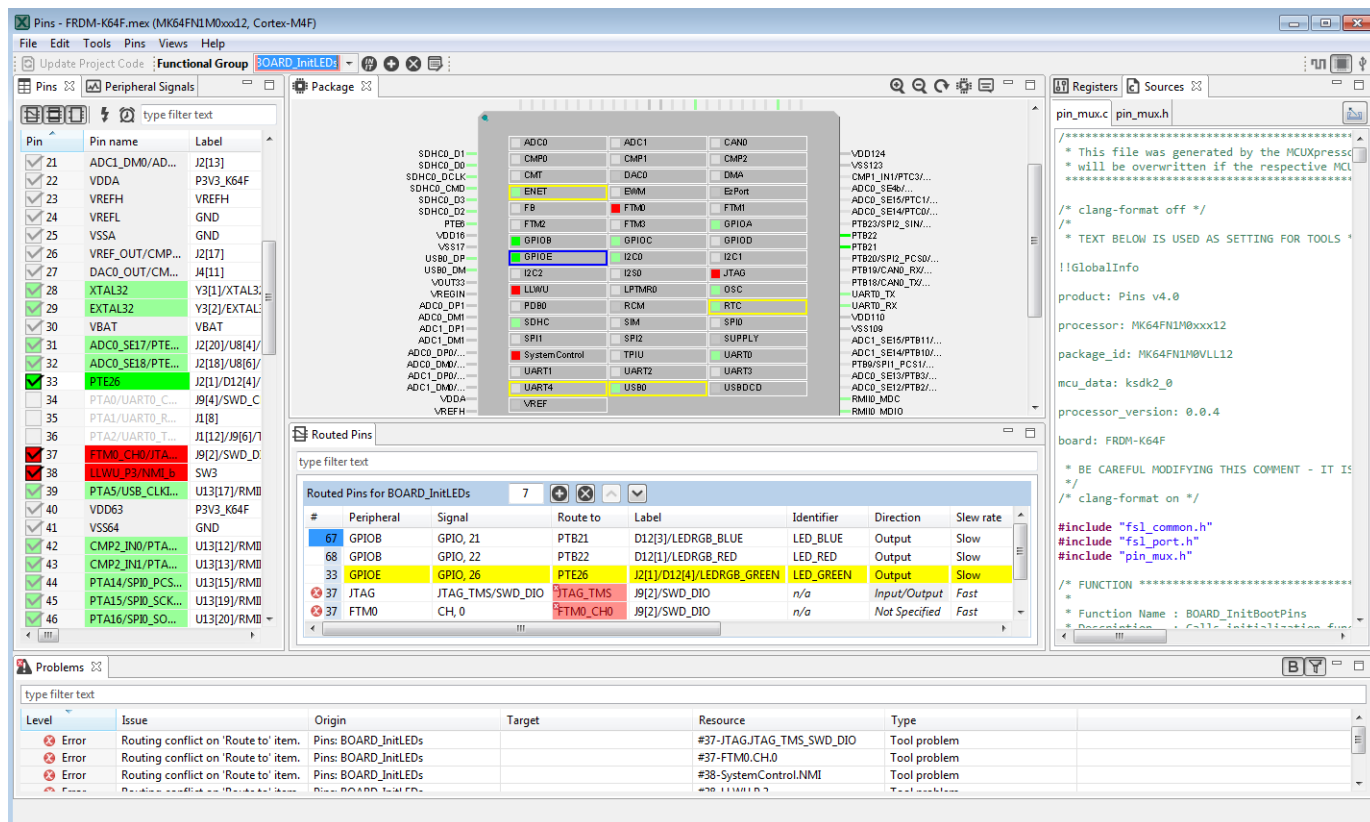 Pins - FRDM-K64F.mex (MK64FN1M0xxx12, Cortex-M4F)
File Edit Tools Pins Views Help
Update Project Code Functional Group BOARD_InitLEDs
Pins Peripheral Signals
type filter text
Pin Pin name Label
21 ADC1_DM0/AD... J2[13]
22 VDDA P3V3_K64F
23 VREFH VREFH
24 VREFL GND
25 VSSA GND
26 VREF_OUT/CMP... J2[17]
27 DAC0_OUT/CM... J4[11]
28 XTAL32 Y3[1]/XTAL3
29 EXTAL32 Y3[2]/EXTAL
30 VBAT VBAT
31 ADC0_SE17/PTE... J2[20]/U8[4]/
32 ADC0_SE18/PTE... J2[18]/U8[6]/
33 PTE26 J2[1]/D12[4]/
34 PTA0/UART0_C... J9[4]/SWD_C
35 PTA1/UART0_R... J1[8]
36 PTA2/UART0_T... J1[12]/J9[6]/T
37 FTM0_CH0/JTA... J9[2]/SWD_D
38 LLWU_P3/NMI_b SW3
39 PTA5/USB_CLKI... U13[17]/RMII
40 VDD63 P3V3_K64F
41 VSS64 GND
42 CMP2_IN0/PTA... U13[12]/RMII
43 CMP2_IN1/PTA... U13[13]/RMII
44 PTA14/SPI0_PCS... U13[15]/RMII
45 PTA15/SPI0_SCK... U13[19]/RMII
46 PTA16/SPI0_SO... U13[20]/RMII
Package
SDHC0_D1
SDHC0_D0
SDHC0_DCLK
SDHC0_CMD
SDHC0_D3
SDHC0_D2
PTE6
VDD16
VSS17
USB0_DP
USB0_DM
VOUT33
VREGIN
ADC0_DP1
ADC0_DM1
ADC1_DP1
ADC1_DM1
ADC0_DP0/...
ADC0_DM0/...
ADC1_DP0/...
ADC1_DM0/...
VDDA
VREFH
ADC0 ADC1 CAN0
CMP0 CMP1 CMP2
CMT DAC0 DMA
ENET EWM EzPort
FB FTM0 FTM1
FTM2 FTM3 GPIOA
GPIOB GPIOC GPIOD
GPIOE I2C0 I2C1
I2C2 I2S0 JTAG
LLWU LPTMR0 OSC
PDB0 RCM RTC
SDHC SIM SPI0
SPI1 SPI2 SUPPLY
SystemControl TPIU UART0
UART1 UART2 UART3
UART4 USB0 USBDCD
VREF
VDD124
VSS123
CMP1_IN1/PTC3/...
ADC0_SE4b/...
ADC0_SE15/PTC1/...
ADC0_SE14/PTC0/...
PTB23/SPI2_SIN/...
PTB22
PTB21
PTB20/SPI2_PCS0/...
PTB19/CAN0_RX/...
PTB18/CAN0_TX/...
UART0_TX
UART0_RX
VDD110
VSS109
ADC1_SE15/PTB11/...
ADC1_SE14/PTB10/...
PTB9/SPI1_PCS1/...
ADC0_SE13/PTB3/...
ADC0_SE12/PTB2/...
RMII0_MDC
RMII0_MDIO
Routed Pins
type filter text
Routed Pins for BOARD_InitLEDs 7
# Peripheral Signal Route to Label Identifier Direction Slew rate
67 GPIOB GPIO, 21 PTB21 D12[3]/LEDRGB_BLUE LED_BLUE Output Slow
68 GPIOB GPIO, 22 PTB22 D12[1]/LEDRGB_RED LED_RED Output Slow
33 GPIOE GPIO, 26 PTE26 J2[1]/D12[4]/LEDRGB_GREEN LED_GREEN Output Slow
37 JTAG JTAG_TMS/SWD_DIO JTAG_TMS J9[2]/SWD_DIO n/a Input/Output Fast
37 FTM0 CH, 0 FTM0_CH0 J9[2]/SWD_DIO n/a Not Specified Fast
Registers Sources
pin_mux.c pin_mux.h
/*******************************************
* This file was generated by the MCUXpresso
* will be overwritten if the respective MCU
*******************************************
/* clang-format off */
/*
* TEXT BELOW IS USED AS SETTING FOR TOOLS *
!!GlobalInfo
product: Pins v4.0
processor: MK64FN1M0xxx12
package_id: MK64FN1M0VLL12
mcu_data: ksdk2_0
processor_version: 0.0.4
board: FRDM-K64F
* BE CAREFUL MODIFYING THIS COMMENT - IT IS
*/
/* clang-format on */
#include "fsl_common.h"
#include "fsl_port.h"
#include "pin_mux.h"
/* FUNCTION ********************************
*
* Function Name : BOARD_InitBootPins
* Description : Calls initialization func
Problems
type filter text
Level Issue Origin Target Resource Type
Error Routing conflict on 'Route to' item. Pins: BOARD_InitLEDs #37-JTAG.JTAG_TMS_SWD_DIO Tool problem
Error Routing conflict on 'Route to' item. Pins: BOARD_InitLEDs #37-FTM0.CH.0 Tool problem
Error Routing conflict on 'Route to' item. Pins: BOARD_InitLEDs #38-SystemControl.NMI Tool problem
Error Routing conflict on 'Route to' item. Pins: BOARD_InitLEDs #38-LLWU.P.3 Tool problem